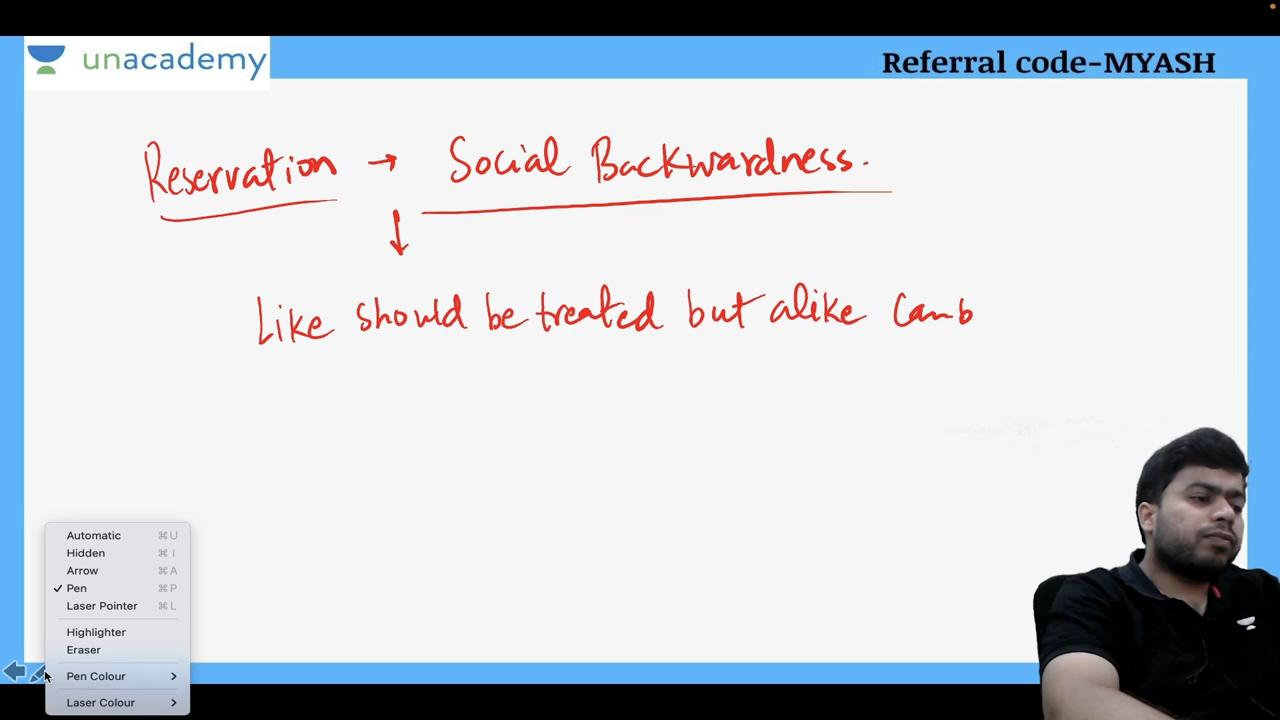 unacademy
Referral code-MYASH
Reservation → Social Backwardness.
↓
Like should be treated but alike canb
Automatic ⌘U
Hidden ⌘I
Arrow ⌘A
✓ Pen ⌘P
Laser Pointer ⌘L
Highlighter
Eraser
Pen Colour >
Laser Colour >